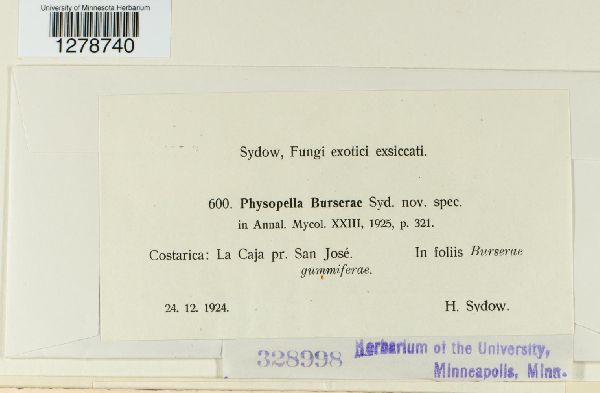 University of Minnesota Herbarium
1278740
Sydow, Fungi exotici exsiccati.
600. Physopella Burserae Syd. nov. spec.
in Annal. Mycol. XXIII, 1925, p. 321.
Costarica: La Caja pr. San José. In foliis Burserae
gummiferae.
24. 12. 1924. H. Sydow.
328998 Herbarium of the University,
Minneapolis, Minn.